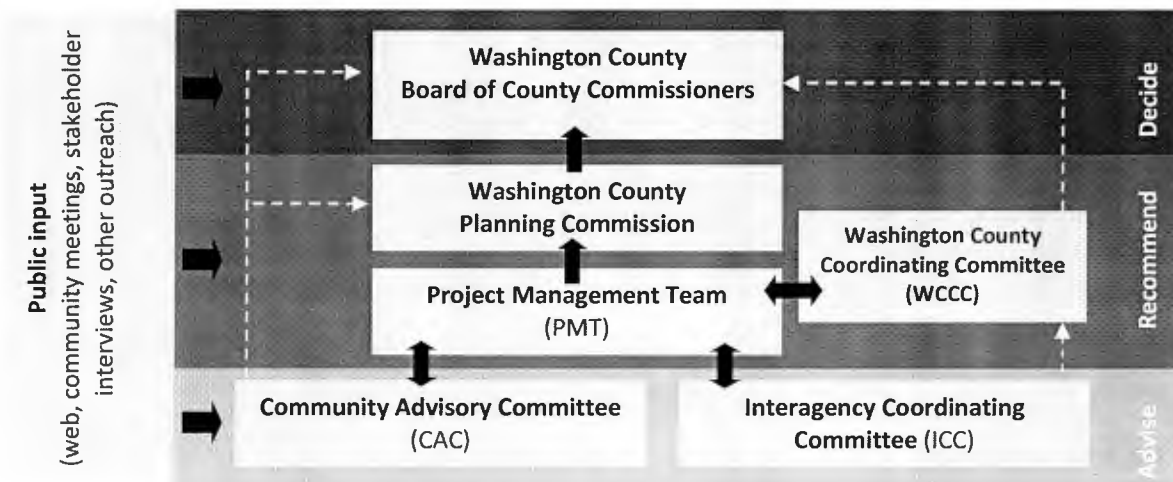 Public input
(web, community meetings, stakeholder
interviews, other outreach)
Washington County
Board of County Commissioners
Decide
Washington County
Planning Commission
Washington County
Coordinating Committee
(WCCC)
Recommend
Project Management Team
(PMT)
Community Advisory Committee
(CAC)
Interagency Coordinating
Committee (ICC)
Advise